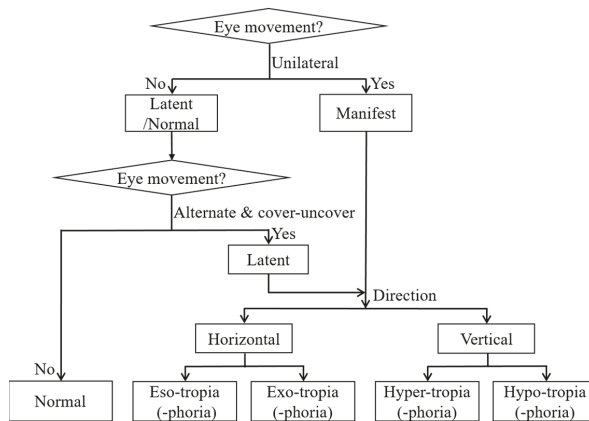 Eye movement?
Unilateral
No
Yes
Latent
/Normal
Manifest
Eye movement?
Alternate & cover-uncover
Yes
Latent
Direction
Horizontal
Vertical
No
Normal
Eso-tropia
(-phoria)
Exo-tropia
(-phoria)
Hyper-tropia
(-phoria)
Hypo-tropia
(-phoria)